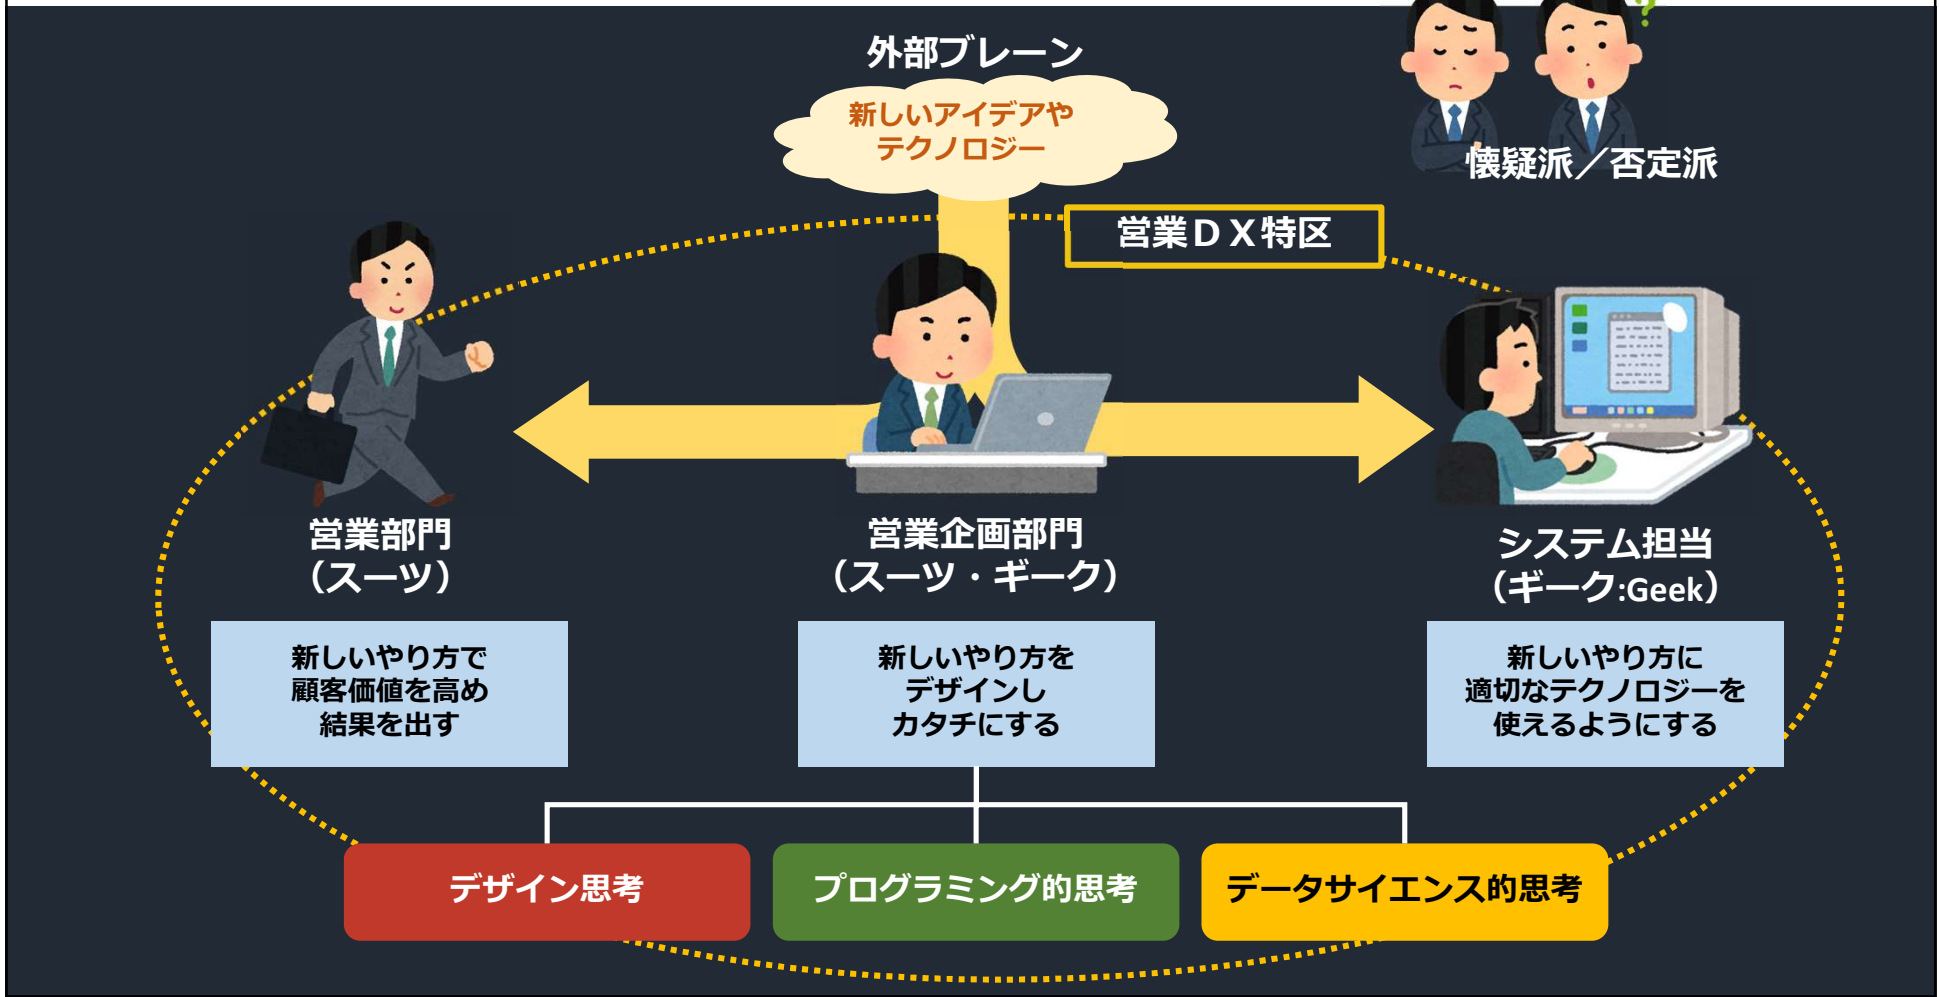 外部ブレーン
新しいアイデアや
テクノロジー
?
懐疑派／否定派
営業ＤＸ特区
営業部門
（スーツ）
営業企画部門
（スーツ・ギーク）
システム担当
（ギーク:Geek）
新しいやり方で
顧客価値を高め
結果を出す
新しいやり方を
デザインし
カタチにする
新しいやり方に
適切なテクノロジーを
使えるようにする
デザイン思考
プログラミング的思考
データサイエンス的思考